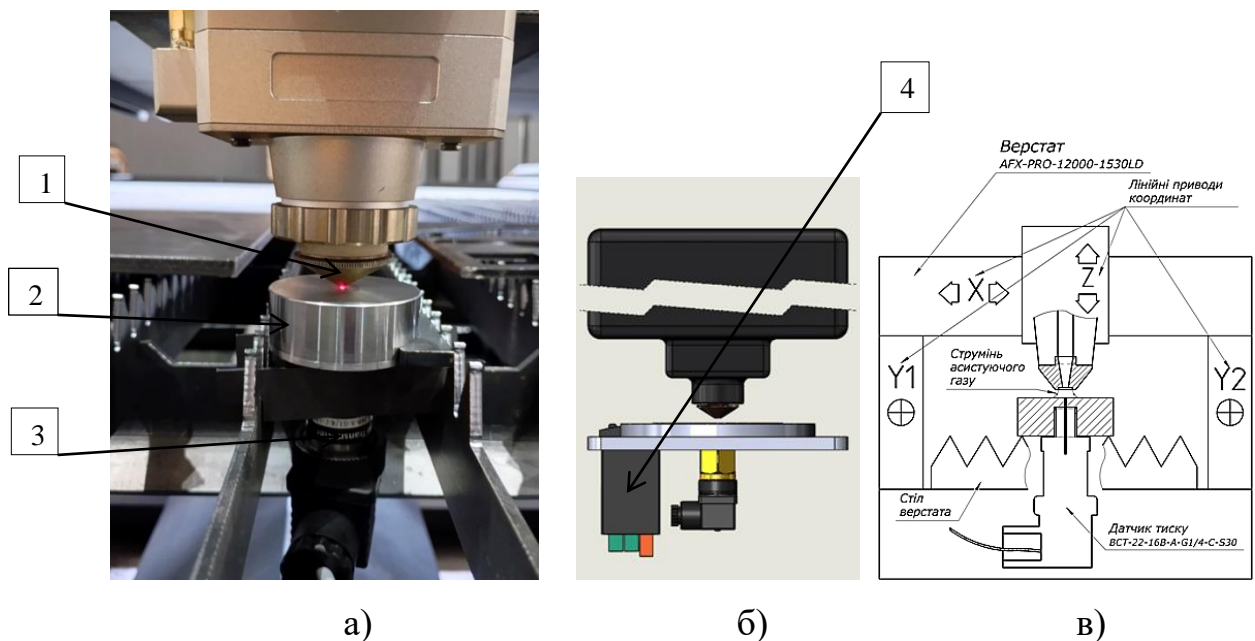 1
2
3
4
Верстат
AFX-PRO-12000-1530LD
Лінійні приводи
координат
X
Z
Струмінь
асистуючого
газу
Y1
Y2
Стіл
верстата
Датчик тиску
BCT-22-16B-A-G1/4-C-S30
а)
б)
в)